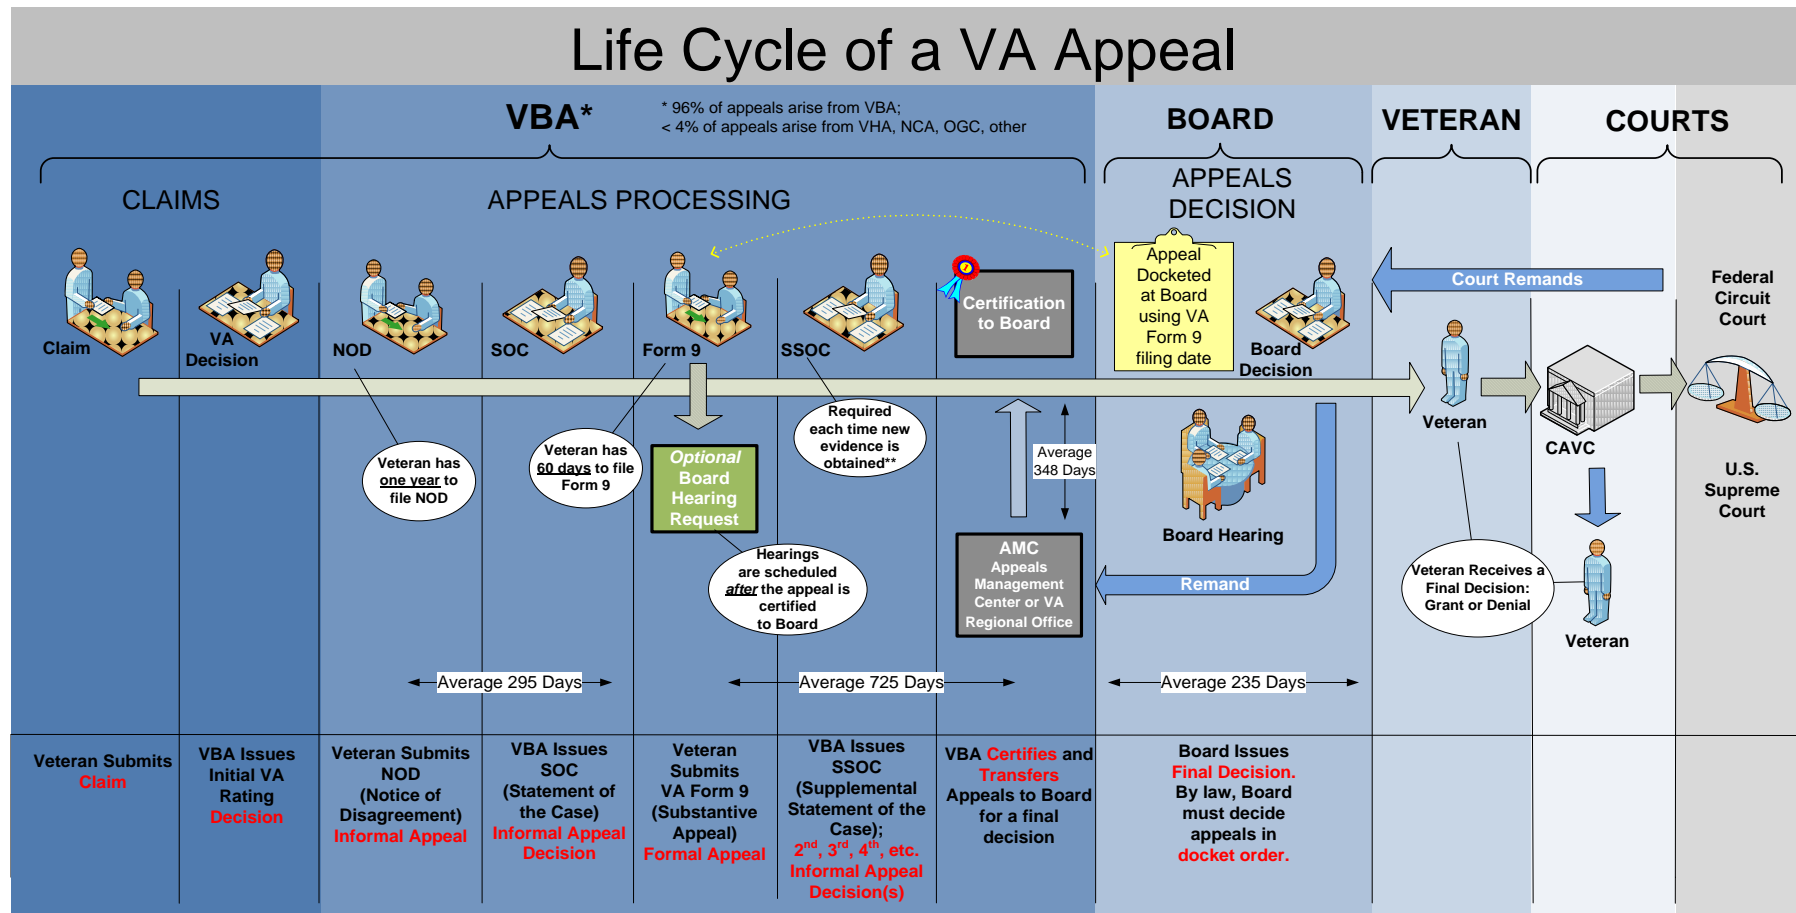 Life Cycle of a VA Appeal
VBA*
* 96% of appeals arise from VBA;
< 4% of appeals arise from VHA, NCA, OGC, other
BOARD
VETERAN
COURTS
CLAIMS
APPEALS PROCESSING
APPEALS
DECISION
Claim
VA
Decision
NOD
SOC
Form 9
SSOC
Certification
to Board
Appeal
Docketed
at Board
using VA
Form 9
filing date
Board
Decision
Court Remands
Federal
Circuit
Court
Veteran
CAVC
U.S.
Supreme
Court
Veteran has
one year to
file NOD
Veteran has
60 days to file
Form 9
Optional
Board
Hearing
Request
Required
each time new
evidence is
obtained**
Average
348 Days
Board Hearing
Hearings
are scheduled
after the appeal is
certified
to Board
AMC
Appeals
Management
Center or VA
Regional Office
Remand
Veteran Receives a
Final Decision:
Grant or Denial
Veteran
Average 295 Days
Average 725 Days
Average 235 Days
Veteran Submits
Claim
VBA Issues
Initial VA
Rating
Decision
Veteran Submits
NOD
(Notice of
Disagreement)
Informal Appeal
VBA Issues
SOC
(Statement of
the Case)
Informal Appeal
Decision
Veteran
Submits
VA Form 9
(Substantive
Appeal)
Formal Appeal
VBA Issues
SSOC
(Supplemental
Statement of the
Case);
2nd, 3rd, 4th, etc.
Informal Appeal
Decision(s)
VBA Certifies and
Transfers
Appeals to Board
for a final
decision
Board Issues
Final Decision.
By law, Board
must decide
appeals in
docket order.